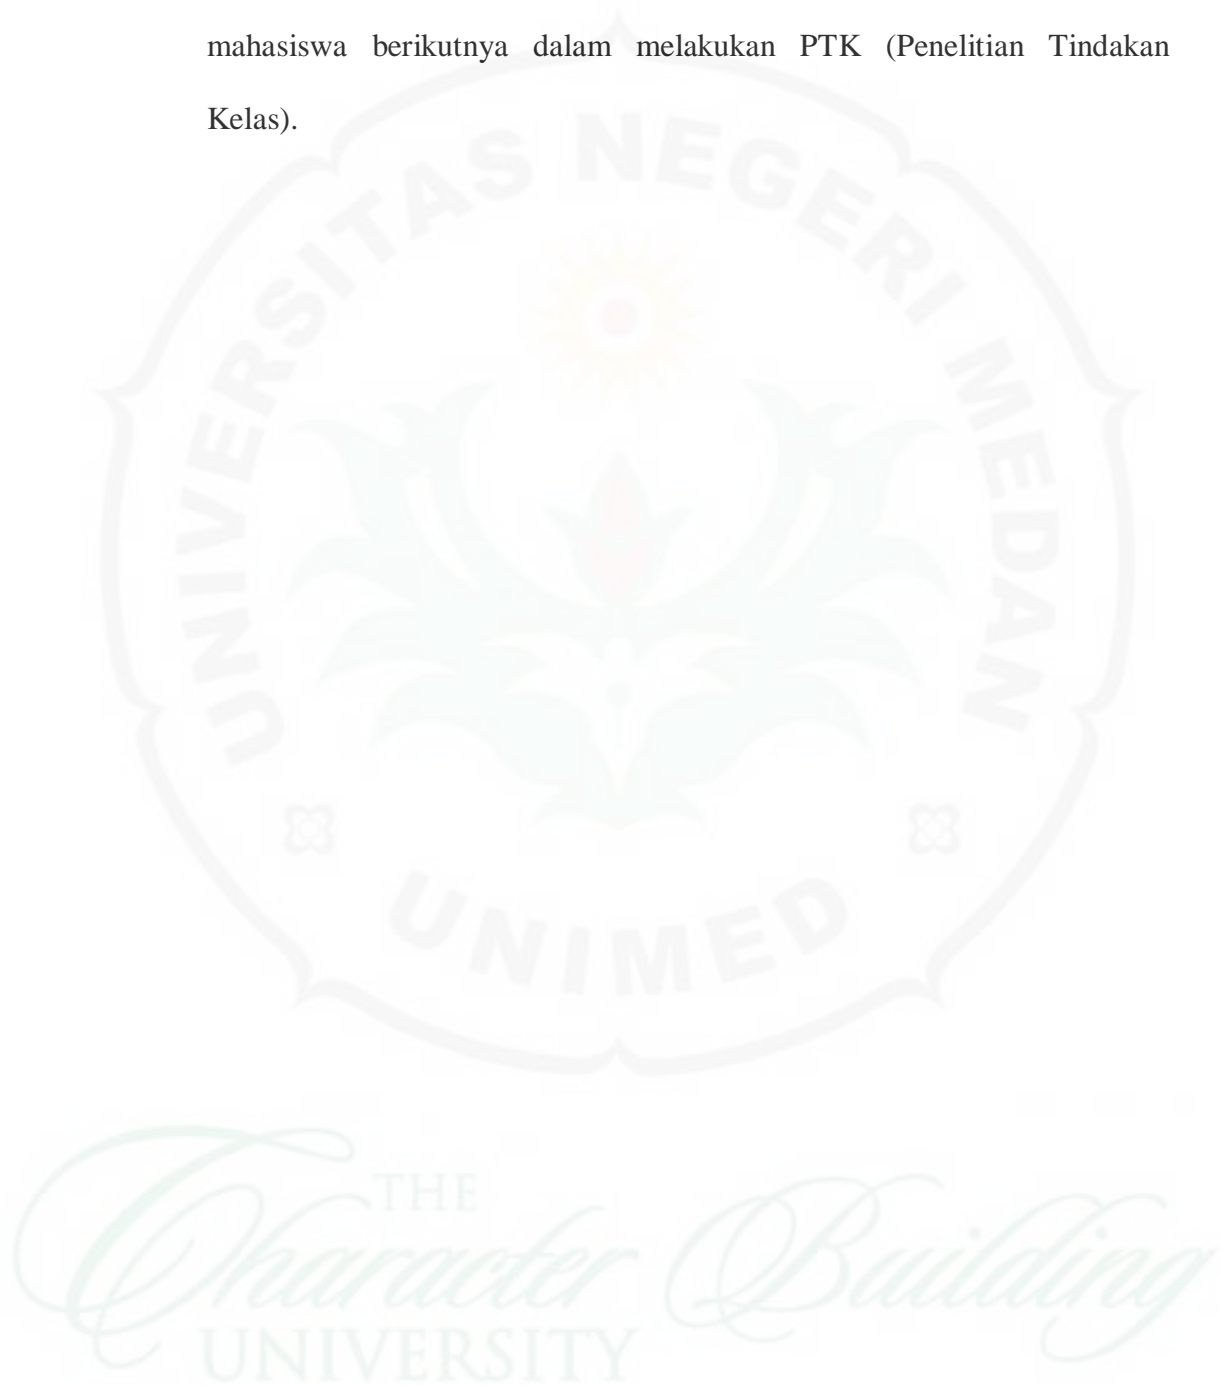 mahasiswa berikutnya dalam melakukan PTK (Penelitian Tindakan
Kelas).
UNIVERSITAS NEGERI MEDAN
UNIMED
THE
Character Building
UNIVERSITY